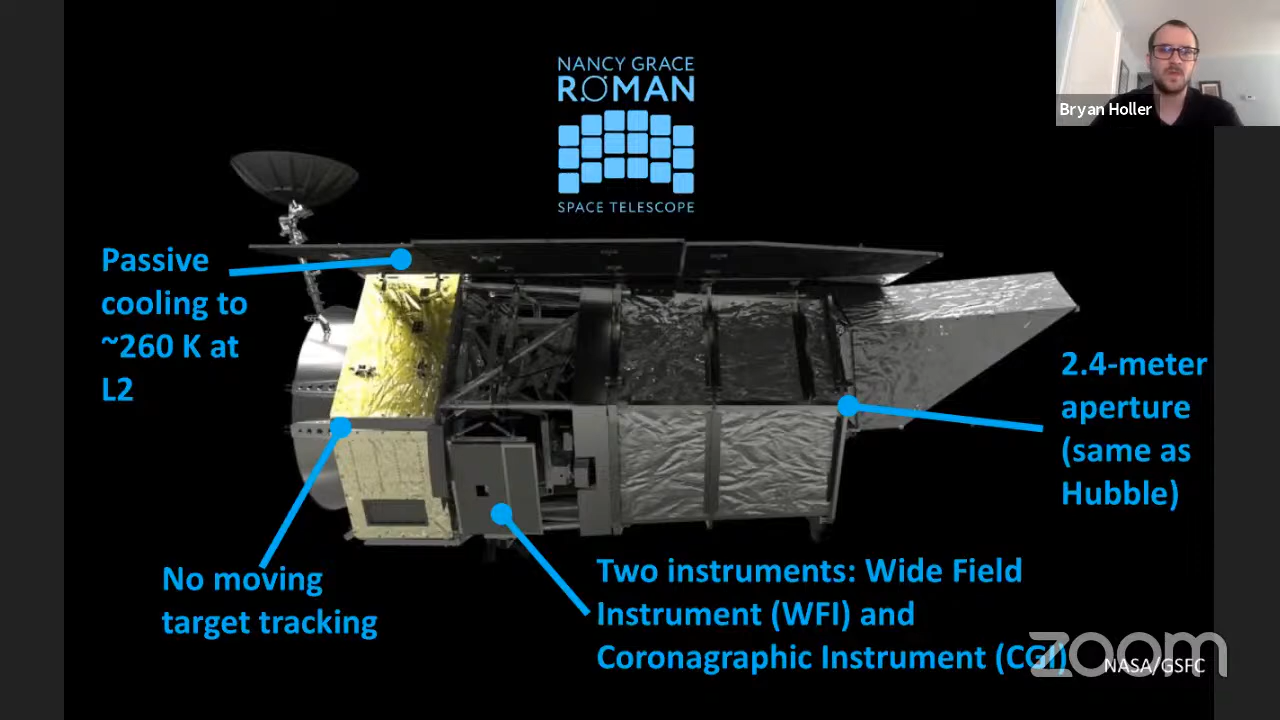 NANCY GRACE
ROMAN
SPACE TELESCOPE
Bryan Holler
Passive
cooling to
~260 K at
L2
2.4-meter
aperture
(same as
Hubble)
No moving
target tracking
Two instruments: Wide Field
Instrument (WFI) and
Coronagraphic Instrument (CGI)
zoom
NASA/GSFC